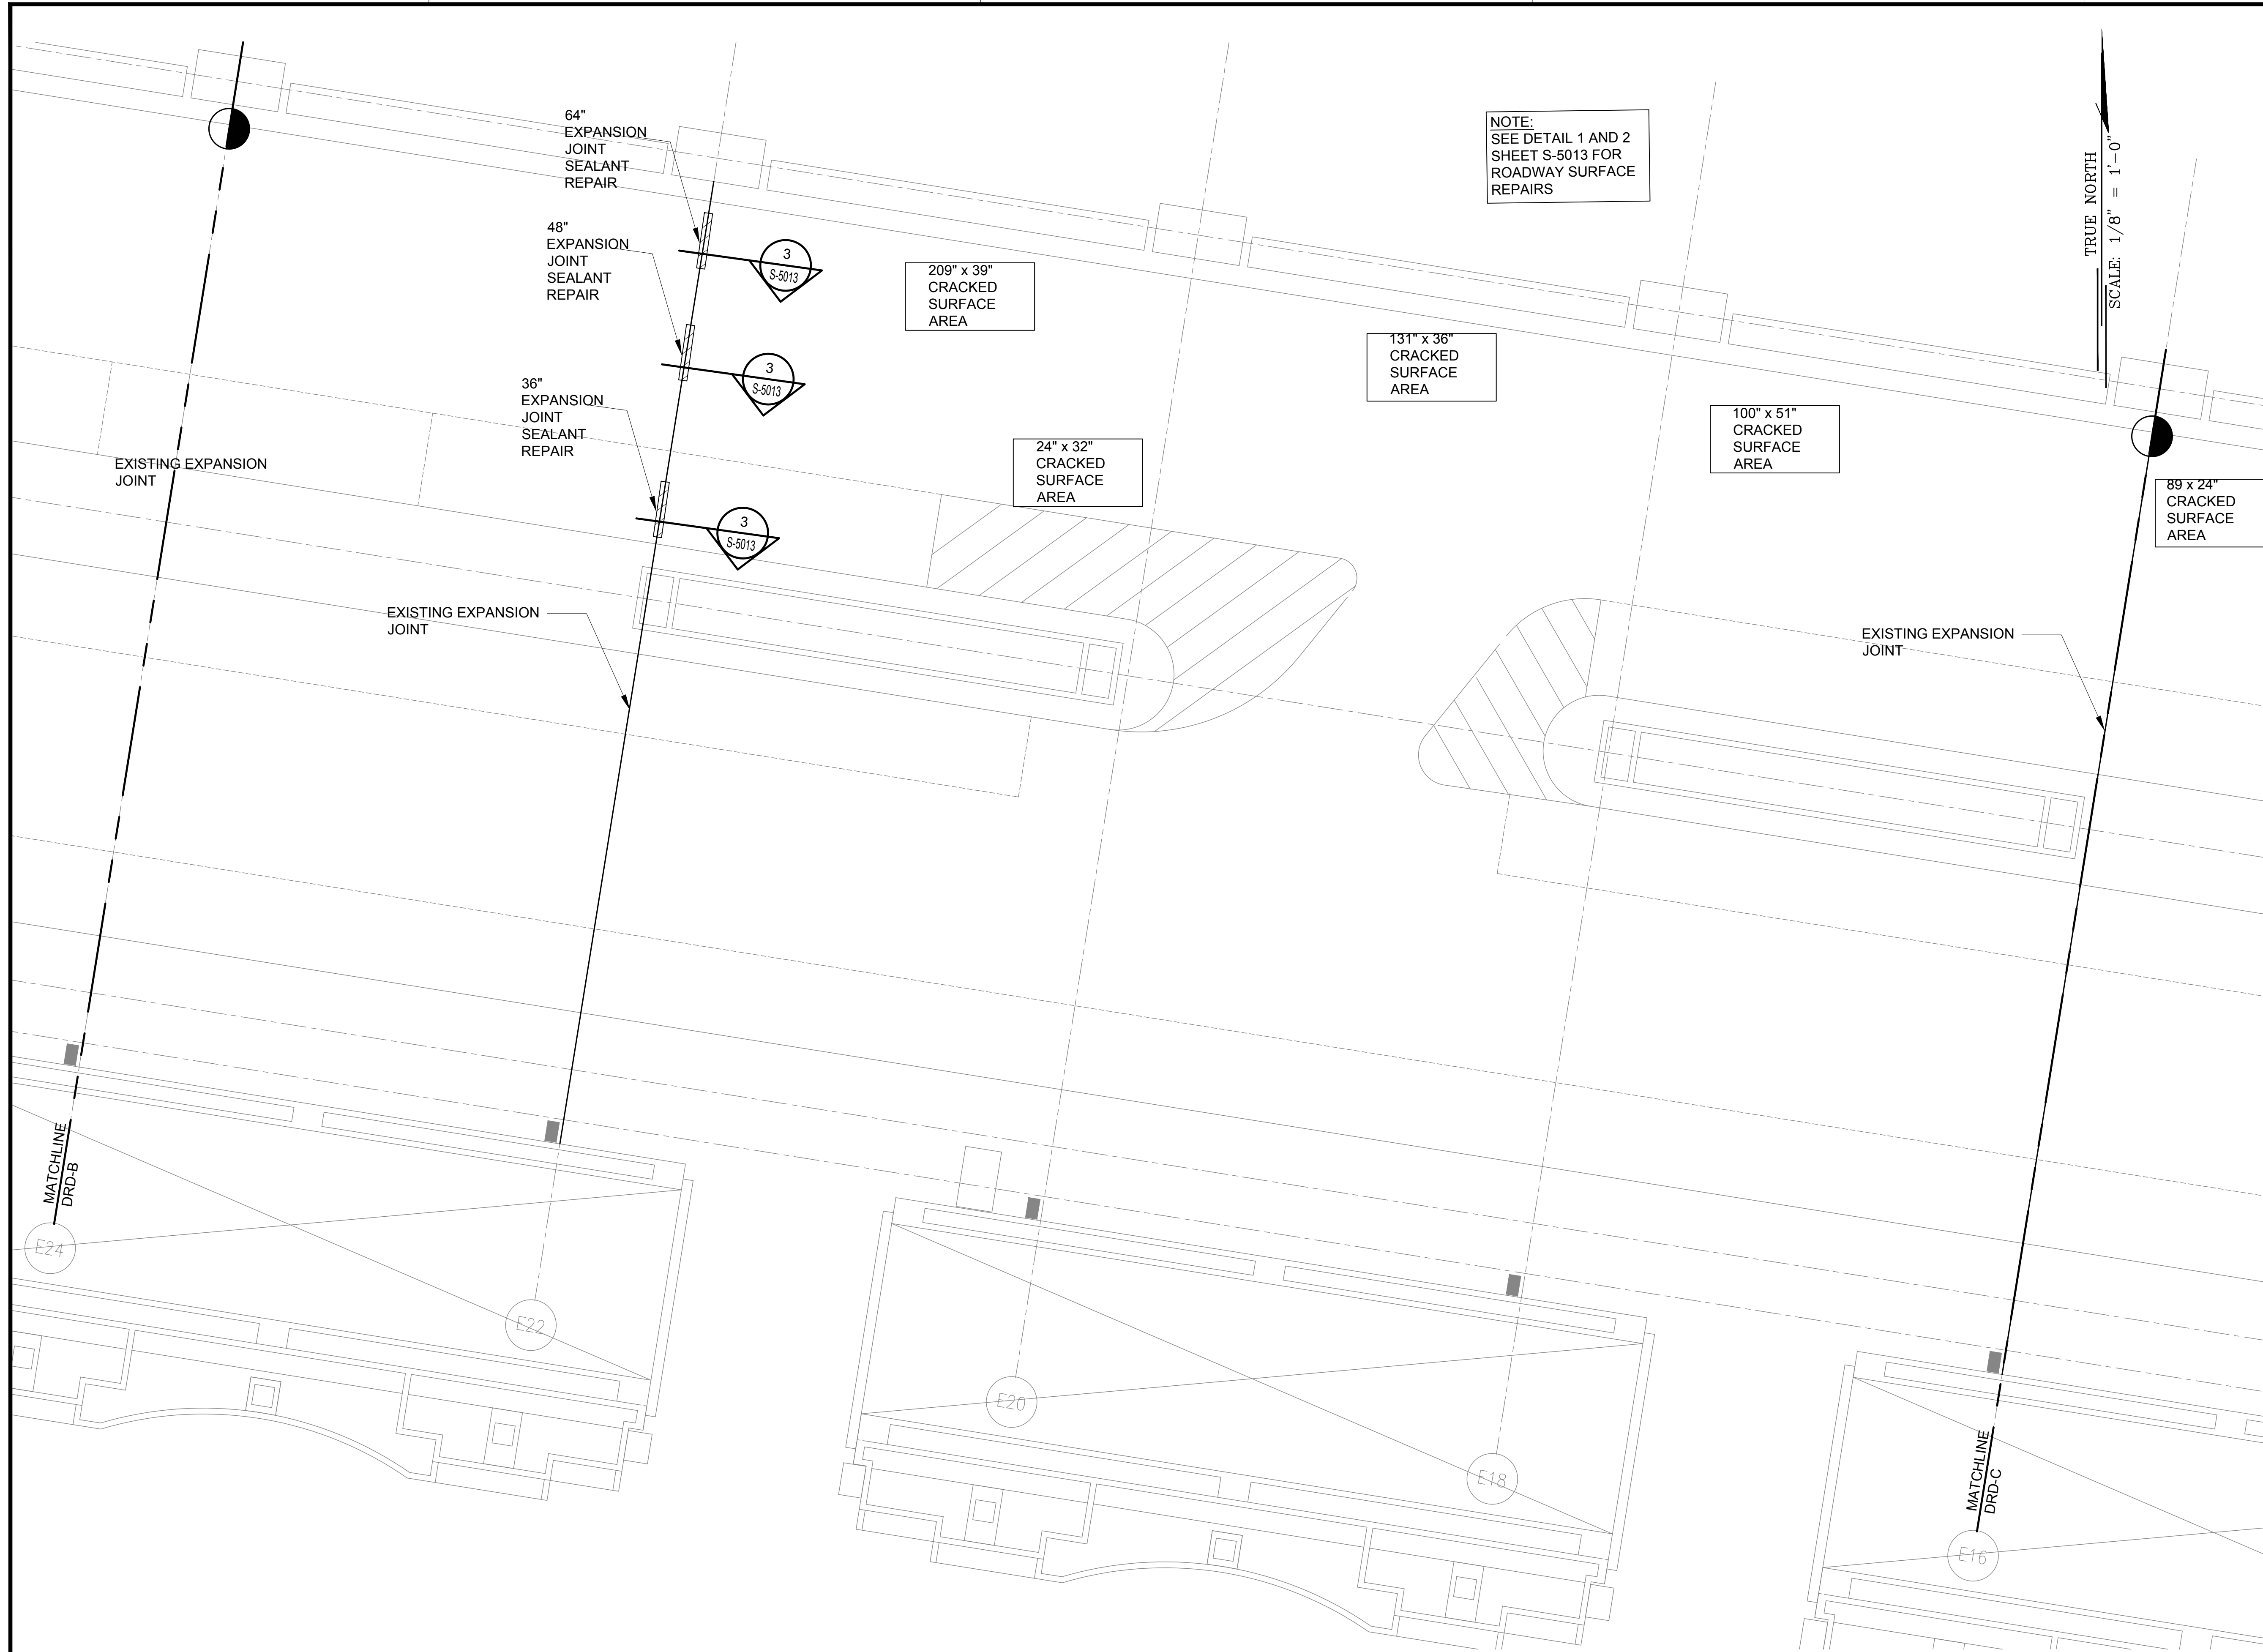 64"
EXPANSION
JOINT
SEALANT
REPAIR
3
S-5013
48"
EXPANSION
JOINT
SEALANT
REPAIR
3
S-5013
36"
EXPANSION
JOINT
SEALANT
REPAIR
3
S-5013
NOTE:
SEE DETAIL 1 AND 2
SHEET S-5013 FOR
ROADWAY SURFACE
REPAIRS
TRUE NORTH
SCALE: 1/8" = 1'-0"
209" x 39"
CRACKED
SURFACE
AREA
131" x 36"
CRACKED
SURFACE
AREA
24" x 32"
CRACKED
SURFACE
AREA
100" x 51"
CRACKED
SURFACE
AREA
89 x 24"
CRACKED
SURFACE
AREA
EXISTING EXPANSION
JOINT
EXISTING EXPANSION
JOINT
EXISTING EXPANSION
JOINT
MATCHLINE
DRD-B
E24
E22
E20
E18
MATCHLINE
DRD-C
E16